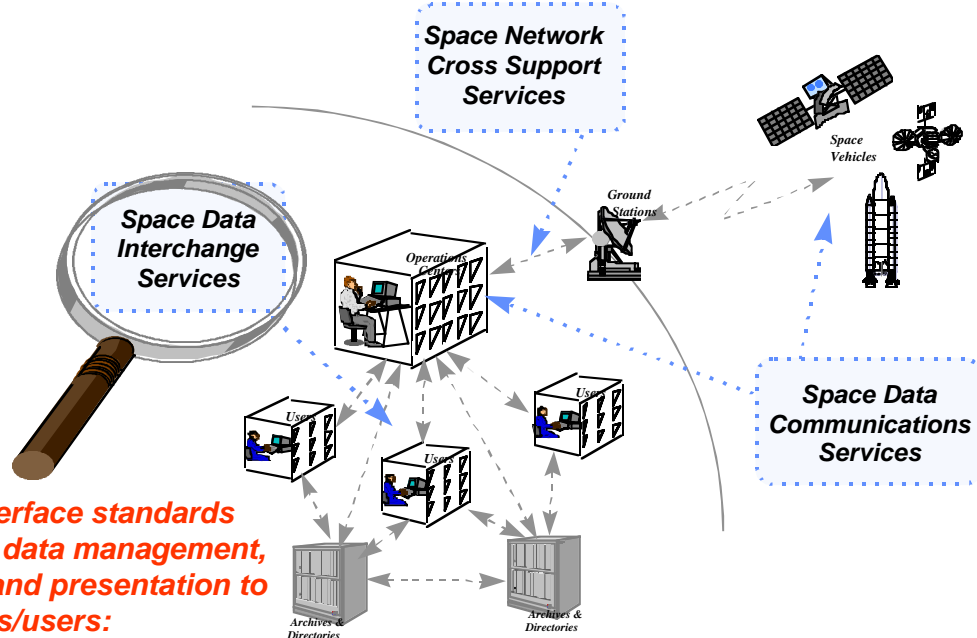 Space Network
Cross Support
Services
Space
Vehicles
Ground
Stations
Space Data
Interchange
Services
Operations
Centers
Users
Users
Users
Space Data
Communications
Services
erface standards
data management,
and presentation to
s/users:
Archives &
Directories
Archives &
Directories